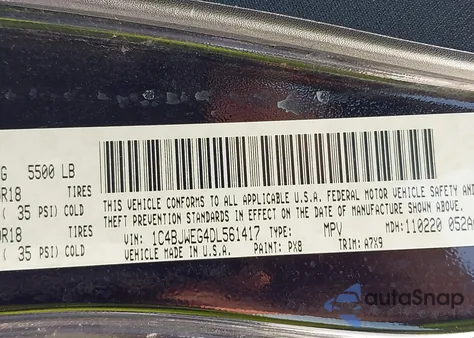 G 5500 LB
R18 TIRES
( 35 PSI) COLD
R18 TIRES
( 35 PSI) COLD
THIS VEHICLE CONFORMS TO ALL APPLICABLE U.S.A. FEDERAL MOTOR VEHICLE SAFETY AND
THEFT PREVENTION STANDARDS IN EFFECT ON THE DATE OF MANUFACTURE SHOWN ABOVE.
VIN: 1C4BJWEG4DL561417 TYPE: MPV MDH: 110220 052A
VEHICLE MADE IN U.S.A. PAINT: PX8 TRIM: A7X9
autoSnap